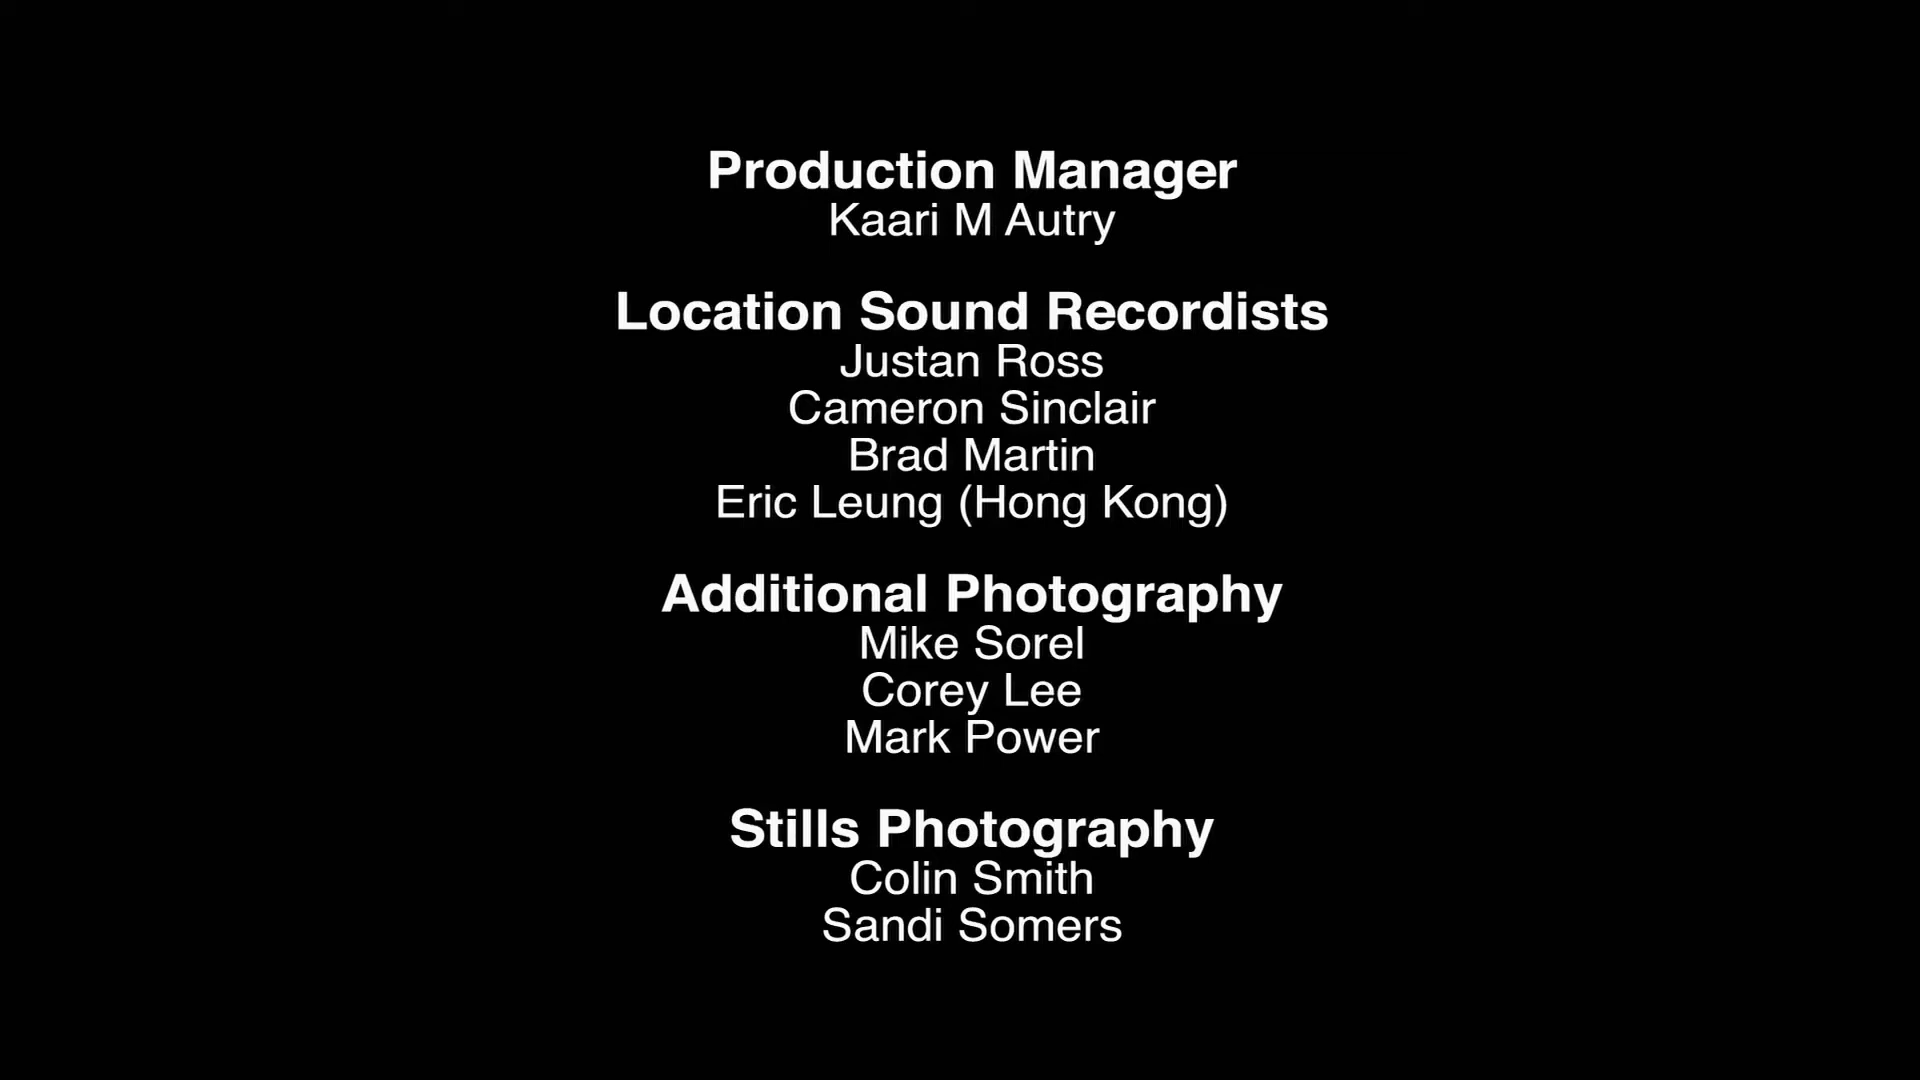 Production Manager
Kaari M Autry
Location Sound Recordists
Justan Ross
Cameron Sinclair
Brad Martin
Eric Leung (Hong Kong)
Additional Photography
Mike Sorel
Corey Lee
Mark Power
Stills Photography
Colin Smith
Sandi Somers